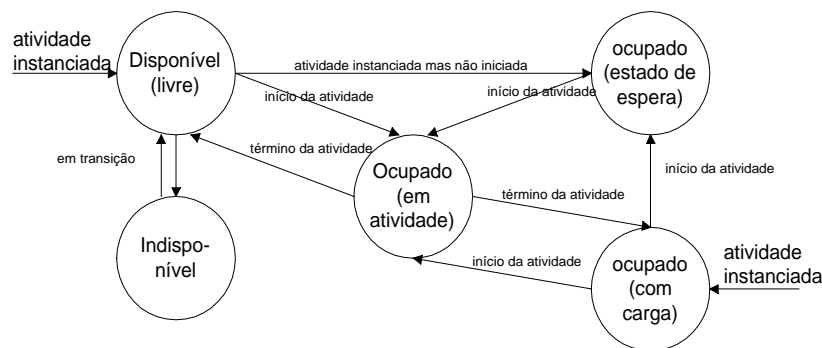 atividade
instanciada
Disponível
(livre)
atividade instanciada mas não iniciada
ocupado
(estado de
espera)
início da atividade
início da atividade
em transição
término da atividade
Ocupado
(em
atividade)
término da atividade
início da atividade
Indispo-
nível
início da atividade
ocupado
(com
carga)
atividade
instanciada